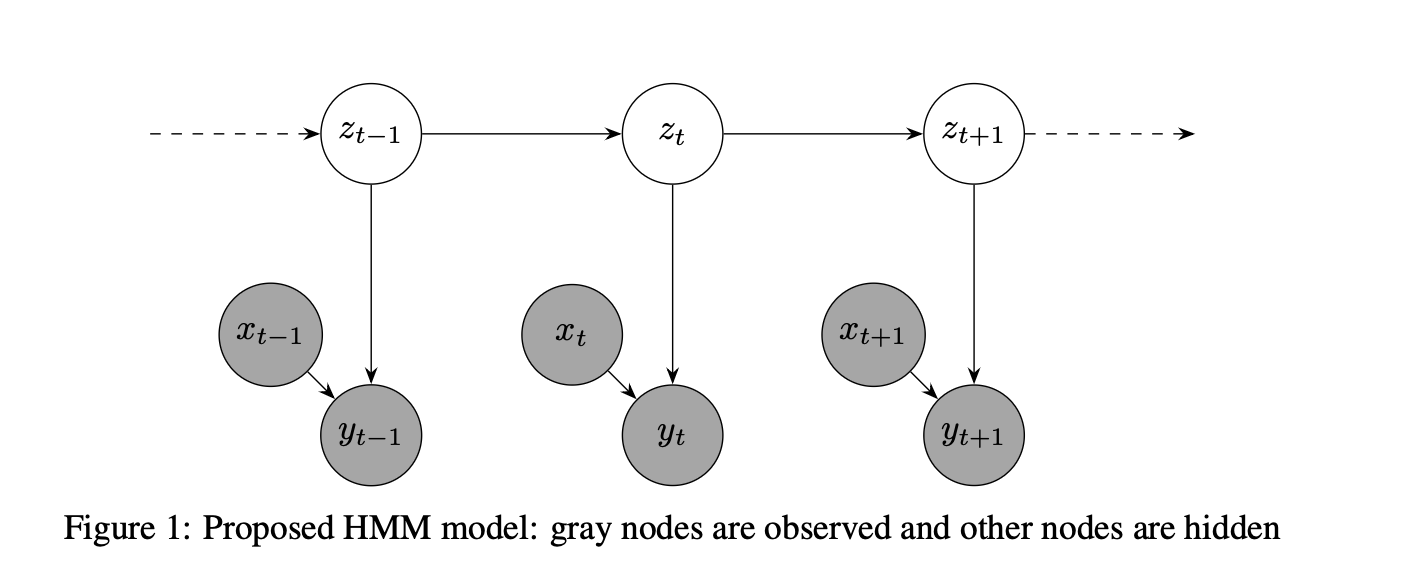 z_{t−1} z_t z_{t+1}
x_{t−1} x_t x_{t+1}
y_{t−1} y_t y_{t+1}
Figure 1: Proposed HMM model: gray nodes are observed and other nodes are hidden